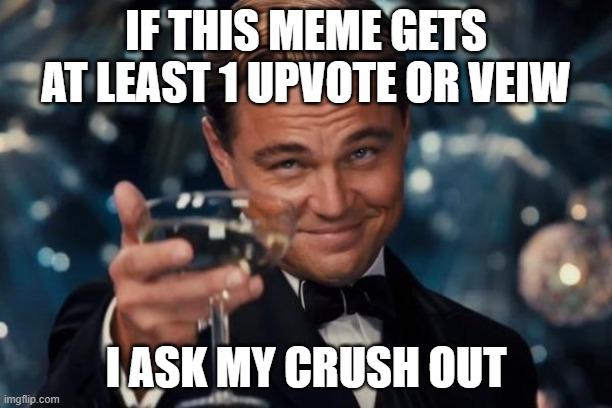 IF THIS MEME GETS
AT LEAST 1 UPVOTE OR VEIW
I ASK MY CRUSH OUT
imgflip.com